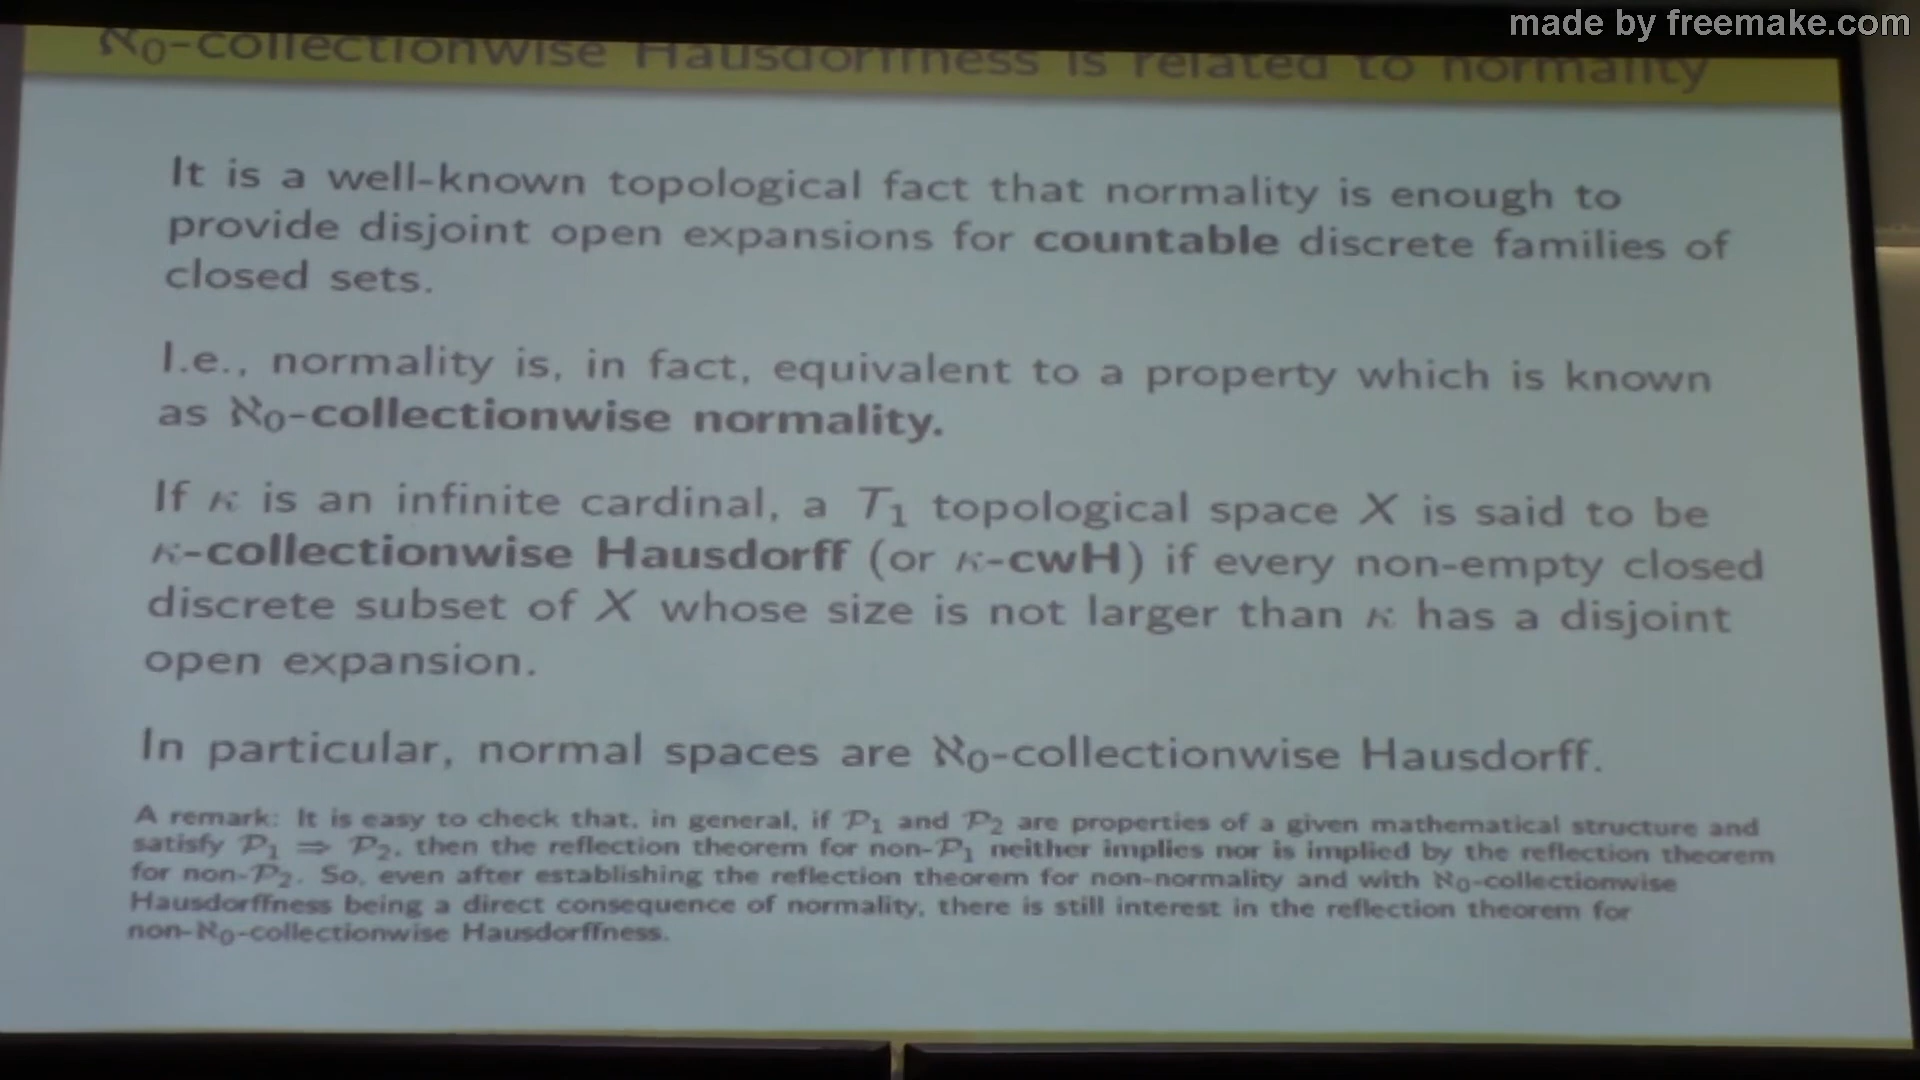 made by freemake.com
ℵ0-collectionwise Hausdorffness is related to normality
It is a well-known topological fact that normality is enough to
provide disjoint open expansions for countable discrete families of
closed sets.
I.e., normality is, in fact, equivalent to a property which is known
as ℵ0-collectionwise normality.
If κ is an infinite cardinal, a T1 topological space X is said to be
κ-collectionwise Hausdorff (or κ-cwH) if every non-empty closed
discrete subset of X whose size is not larger than κ has a disjoint
open expansion.
In particular, normal spaces are ℵ0-collectionwise Hausdorff.
A remark: It is easy to check that, in general, if P1 and P2 are properties of a given mathematical structure and
satisfy P1 ⇒ P2, then the reflection theorem for non-P1 neither implies nor is implied by the reflection theorem
for non-P2. So, even after establishing the reflection theorem for non-normality and with ℵ0-collectionwise
Hausdorffness being a direct consequence of normality, there is still interest in the reflection theorem for
non-ℵ0-collectionwise Hausdorffness.